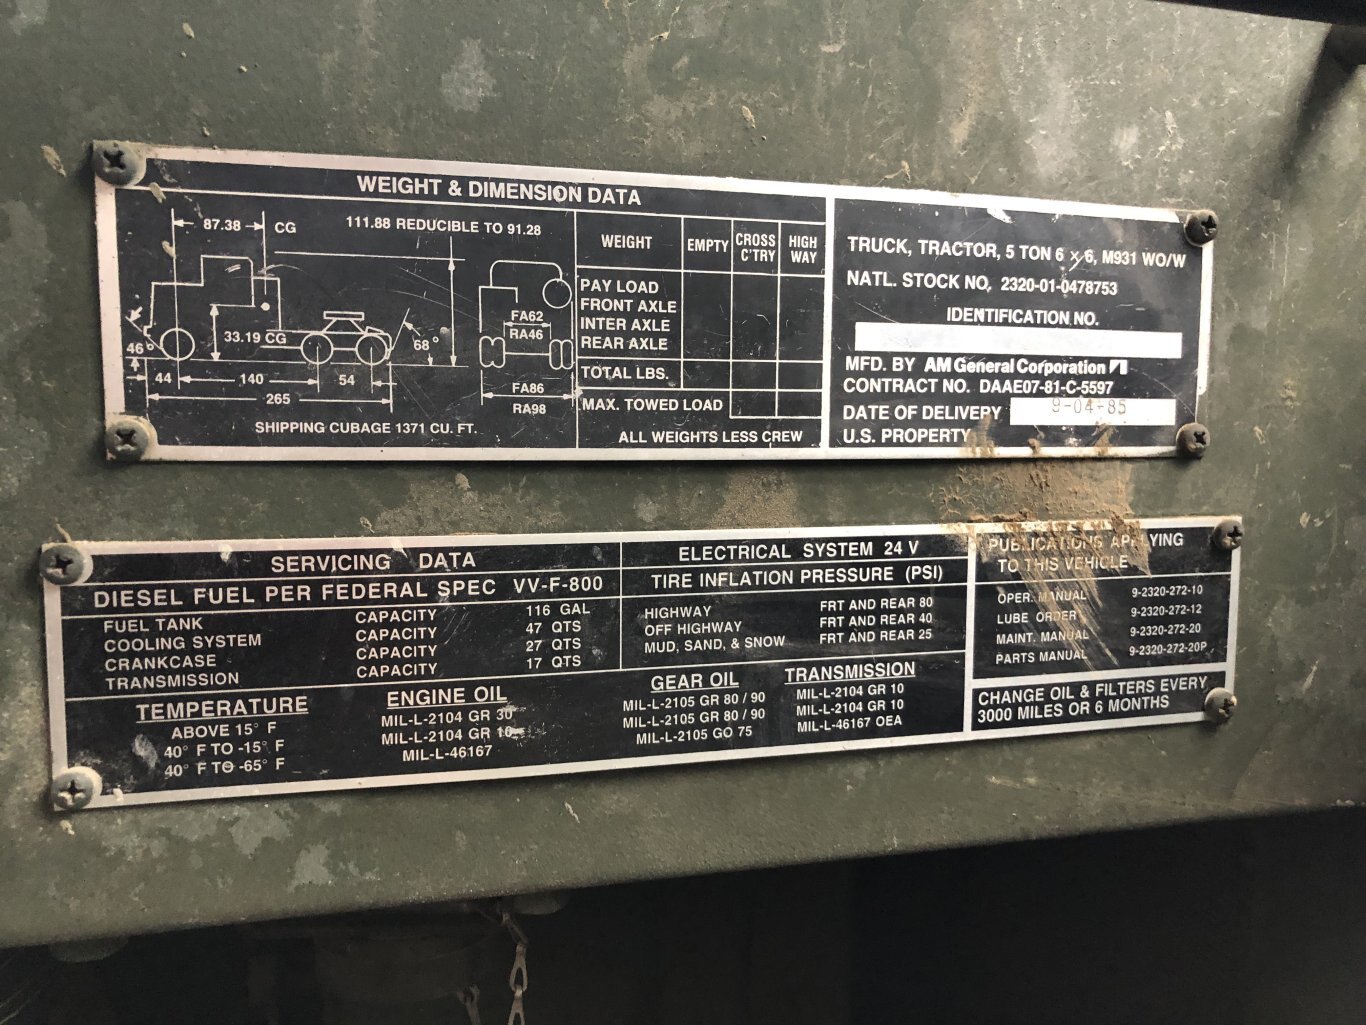 WEIGHT & DIMENSION DATA
87.38 CG
111.88 REDUCIBLE TO 91.28
33.19 CG
46°
68°
44 140 54
265
FA62
RA46
FA86
RA98
SHIPPING CUBAGE 1371 CU. FT.
WEIGHT EMPTY CROSS C'TRY HIGH WAY
PAY LOAD
FRONT AXLE
INTER AXLE
REAR AXLE
TOTAL LBS.
MAX. TOWED LOAD
ALL WEIGHTS LESS CREW
TRUCK, TRACTOR, 5 TON 6 x 6, M931 WO/W
NATL. STOCK NO. 2320-01-0478753
IDENTIFICATION NO.
MFD. BY AM General Corporation
CONTRACT NO. DAAE07-81-C-5597
DATE OF DELIVERY 9-04-85
U.S. PROPERTY
SERVICING DATA
DIESEL FUEL PER FEDERAL SPEC VV-F-800
FUEL TANK CAPACITY 116 GAL
COOLING SYSTEM CAPACITY 47 QTS
CRANKCASE CAPACITY 27 QTS
TRANSMISSION CAPACITY 17 QTS
ELECTRICAL SYSTEM 24 V
TIRE INFLATION PRESSURE (PSI)
HIGHWAY FRT AND REAR 80
OFF HIGHWAY FRT AND REAR 40
MUD, SAND, & SNOW FRT AND REAR 25
TEMPERATURE ENGINE OIL GEAR OIL TRANSMISSION
ABOVE 15° F MIL-L-2104 GR 30 MIL-L-2105 GR 80 / 90 MIL-L-2104 GR 10
40° F TO -15° F MIL-L-2104 GR 10 MIL-L-2105 GR 80 / 90 MIL-L-2104 GR 10
40° F TO -65° F MIL-L-46167 MIL-L-2105 GO 75 MIL-L-46167 OEA
PUBLICATIONS APPLYING
TO THIS VEHICLE
OPER. MANUAL 9-2320-272-10
LUBE ORDER 9-2320-272-12
MAINT. MANUAL 9-2320-272-20
PARTS MANUAL 9-2320-272-20P
CHANGE OIL & FILTERS EVERY
3000 MILES OR 6 MONTHS